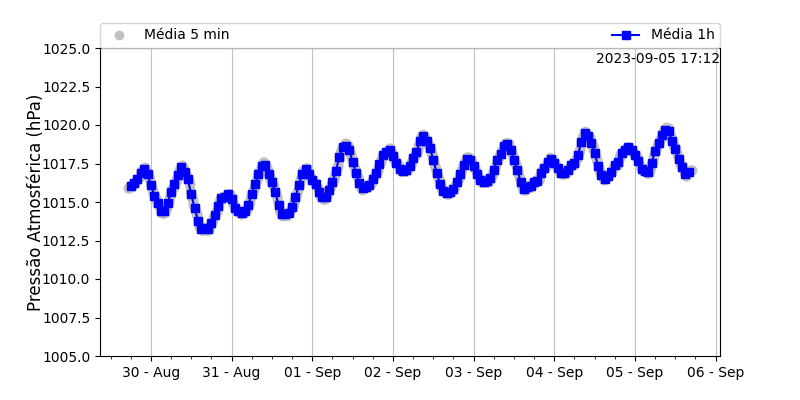 Média 5 min
Média 1h
2023-09-05 17:12
Pressão Atmosférica (hPa)
1025.0
1022.5
1020.0
1017.5
1015.0
1012.5
1010.0
1007.5
1005.0
30 - Aug 31 - Aug 01 - Sep 02 - Sep 03 - Sep 04 - Sep 05 - Sep 06 - Sep